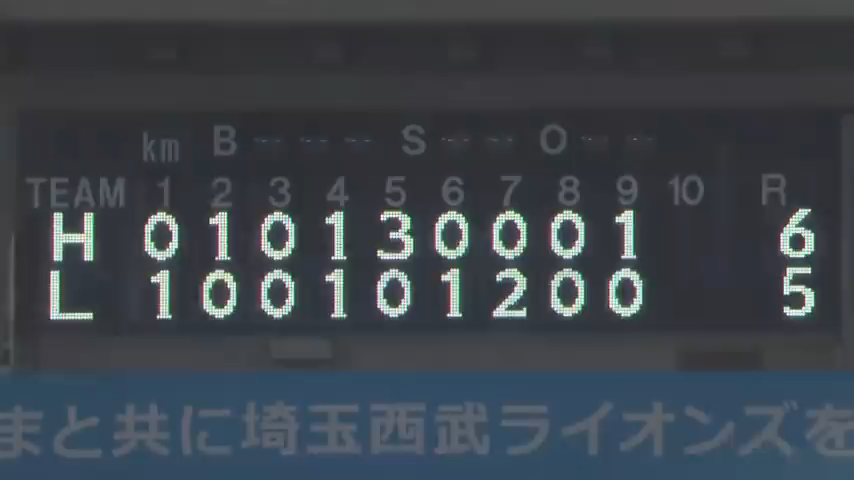 km B S O
TEAM 1 2 3 4 5 6 7 8 9 10 R
H 0 1 0 1 3 0 0 0 1 6
L 1 0 0 1 0 1 2 0 0 5
まと共に埼玉西武ライオンズを